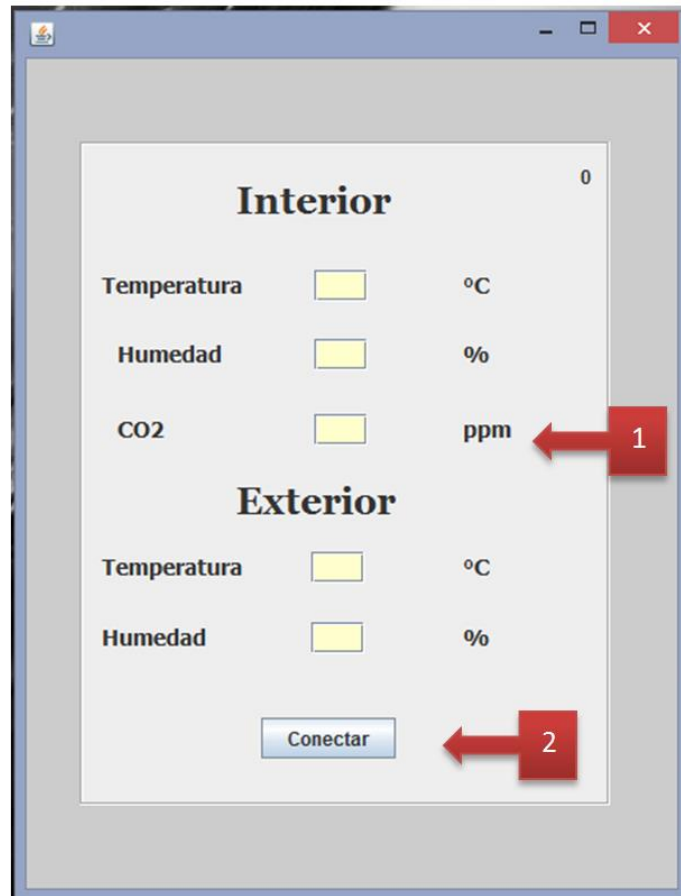 0
Interior
Temperatura ºC
Humedad %
CO2 ppm
1
Exterior
Temperatura ºC
Humedad %
Conectar
2